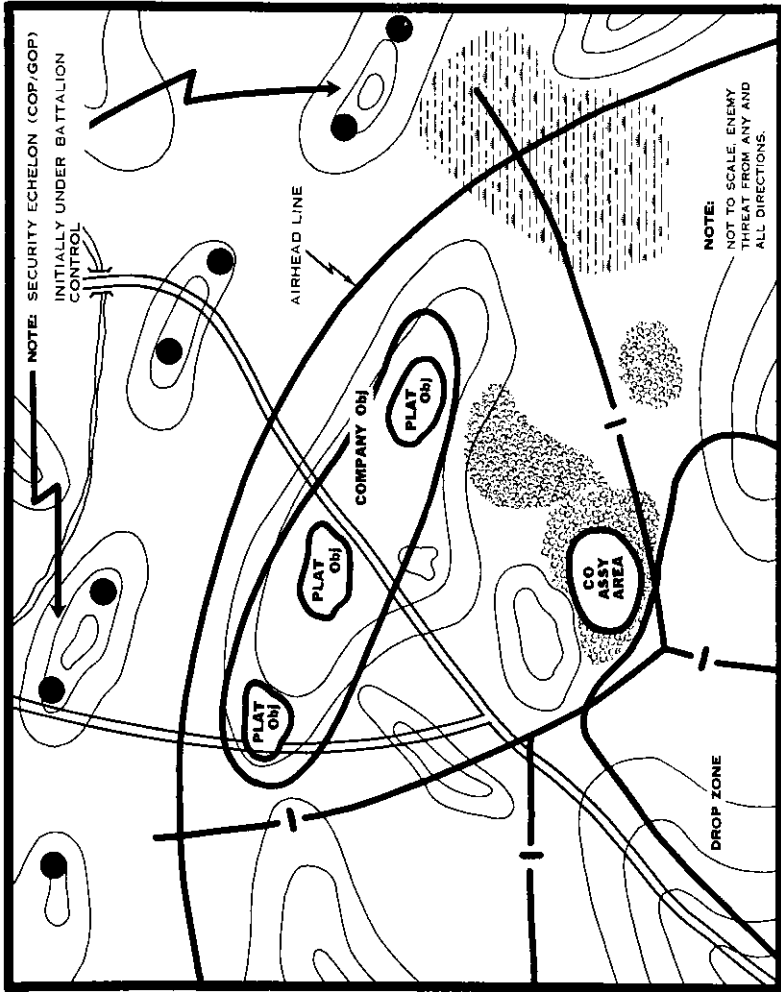 NOTE: SECURITY ECHELON (COP/GOP)
INITIALLY UNDER BATTALION
CONTROL
AIRHEAD LINE
COMPANY Obj
PLAT
Obj
PLAT
Obj
PLAT
Obj
CO
ASSY
AREA
DROP ZONE
NOTE:
NOT TO SCALE, ENEMY
THREAT FROM ANY AND
ALL DIRECTIONS.